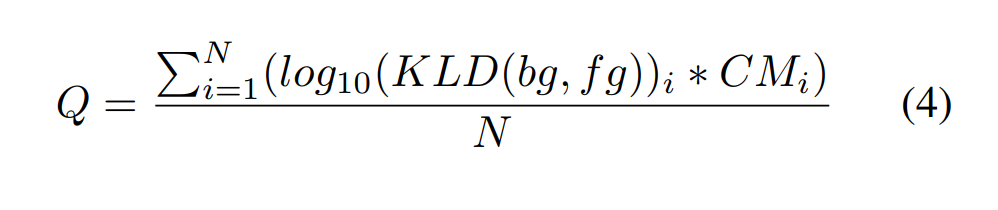 Q = \frac{\sum_{i=1}^{N}(log_{10}(KLD(bg, fg))_i * CM_i)}{N} (4)